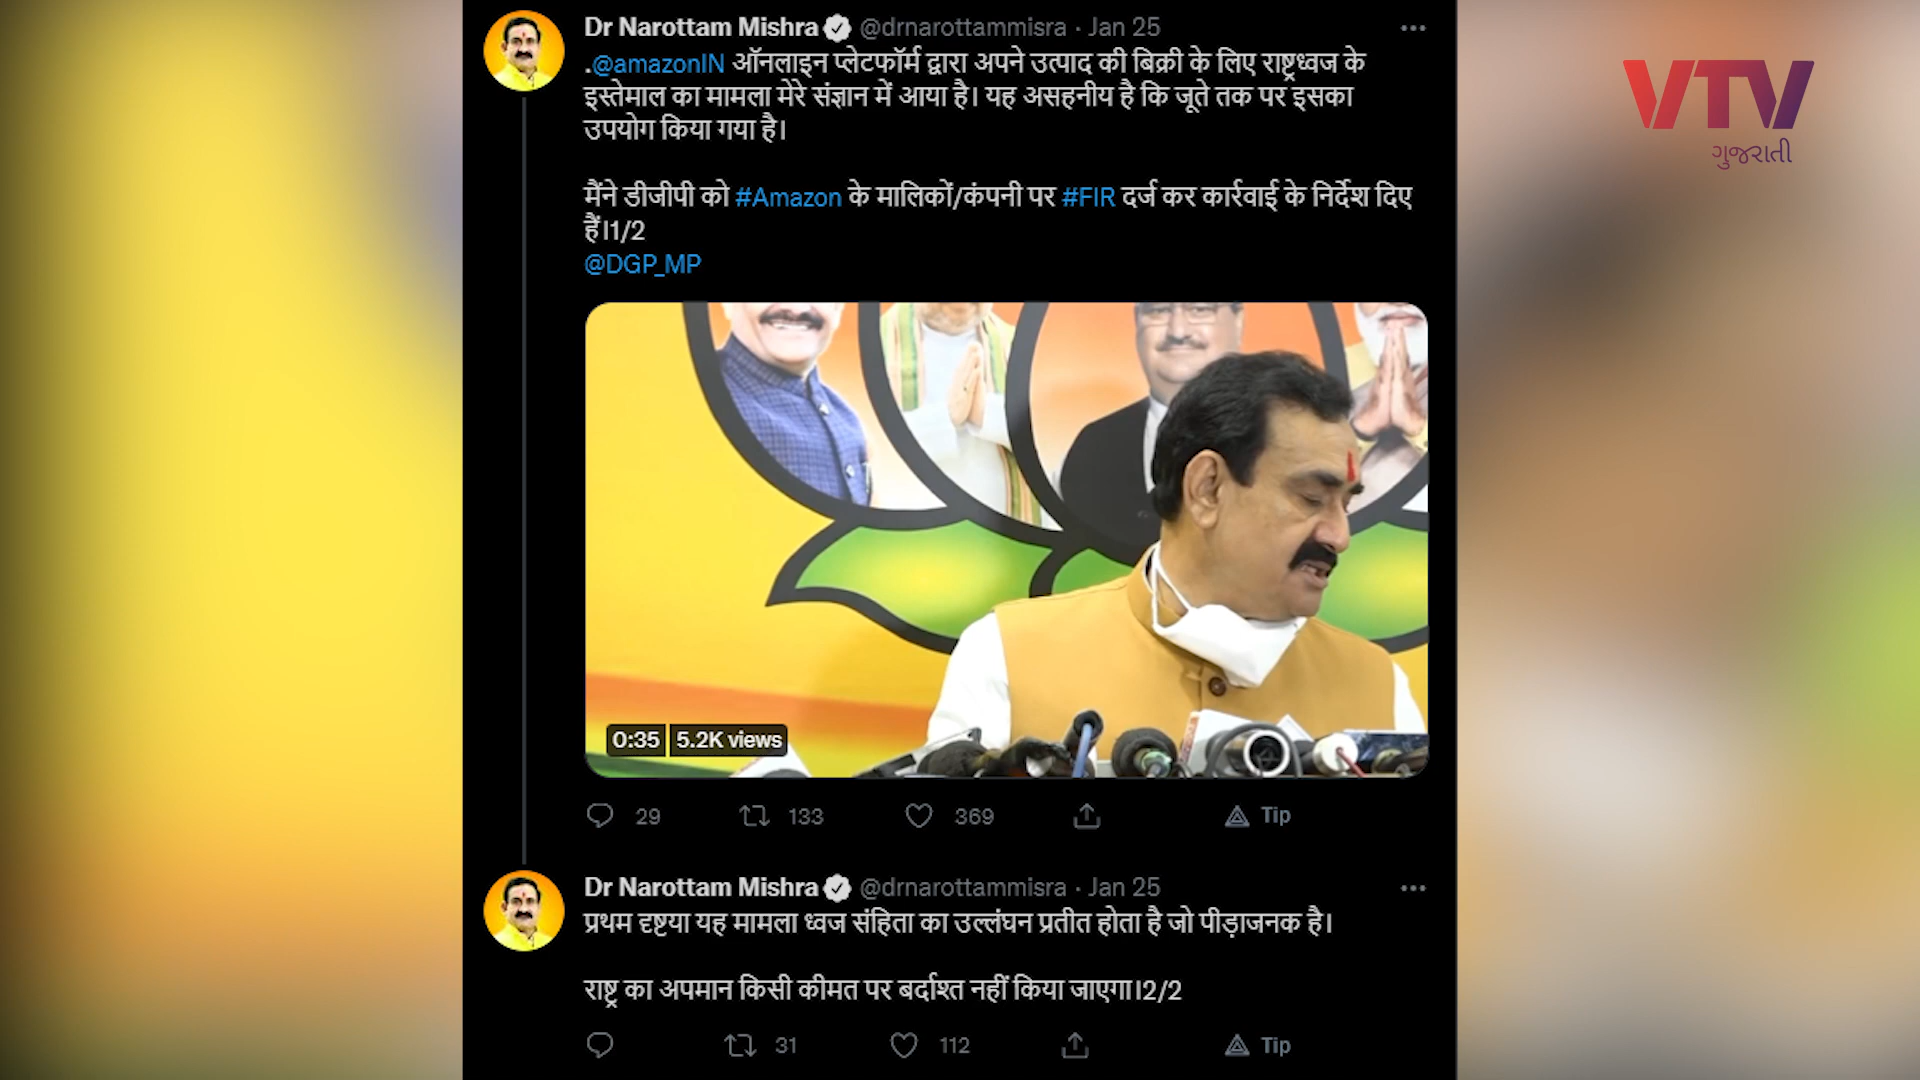 Dr Narottam Mishra @drnarottammisra · Jan 25
.@amazonIN ऑनलाइन प्लेटफॉर्म द्वारा अपने उत्पाद की बिक्री के लिए राष्ट्रध्वज के
इस्तेमाल का मामला मेरे संज्ञान में आया है। यह असहनीय है कि जूते तक पर इसका
उपयोग किया गया है।
मैंने डीजीपी को #Amazon के मालिकों/कंपनी पर #FIR दर्ज कर कार्रवाई के निर्देश दिए
हैं।1/2
@DGP_MP
0:35 5.2K views
29 133 369 Tip
Dr Narottam Mishra @drnarottammisra · Jan 25
प्रथम दृष्टया यह मामला ध्वज संहिता का उल्लंघन प्रतीत होता है जो पीड़ाजनक है।
राष्ट्र का अपमान किसी कीमत पर बर्दाश्त नहीं किया जाएगा।2/2
31 112 Tip
VTV
ગુજરાતી